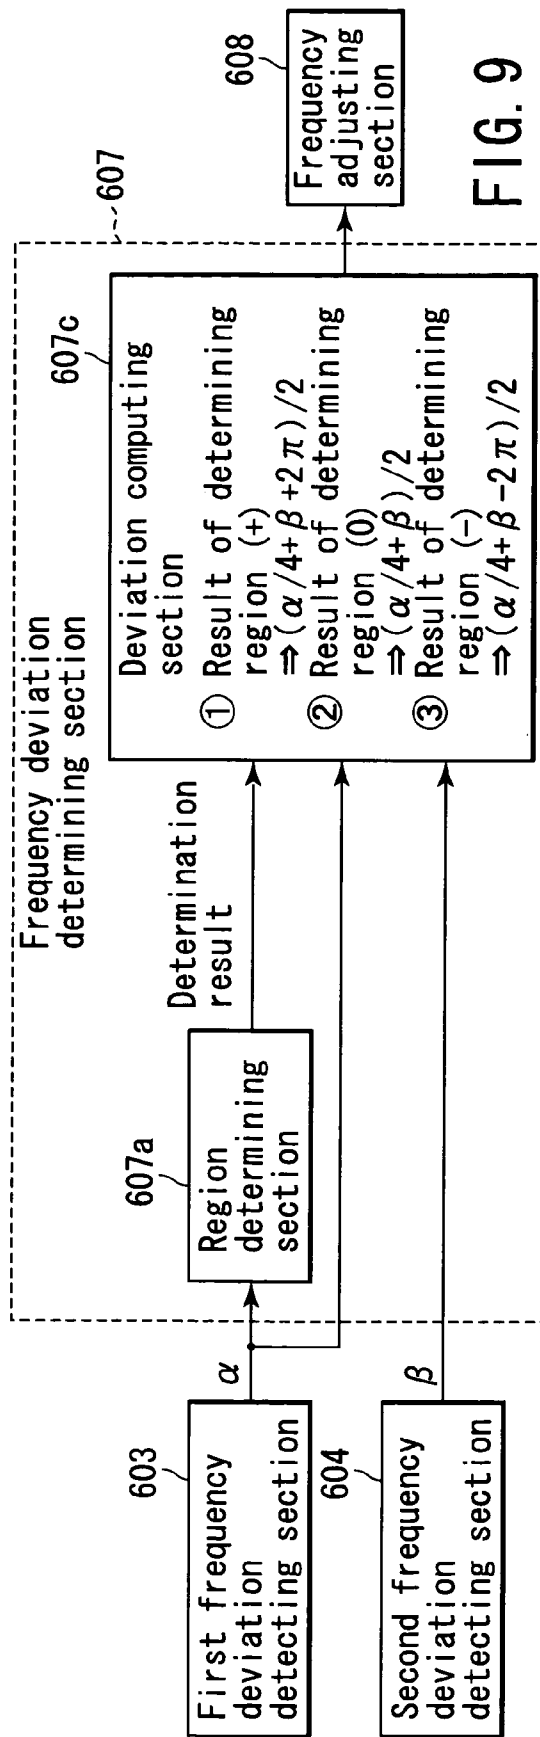 Frequency deviation
determining section
607
603
First frequency
deviation
detecting section
α
604
Second frequency
deviation
detecting section
β
607a
Region
determining
section
Determination
result
607c
Deviation computing
section
① Result of determining
region (+)
⇒(α/4+β+2π)/2
② Result of determining
region (0)
⇒(α/4+β)/2
③ Result of determining
region (-)
⇒(α/4+β-2π)/2
608
Frequency
adjusting
section
FIG. 9